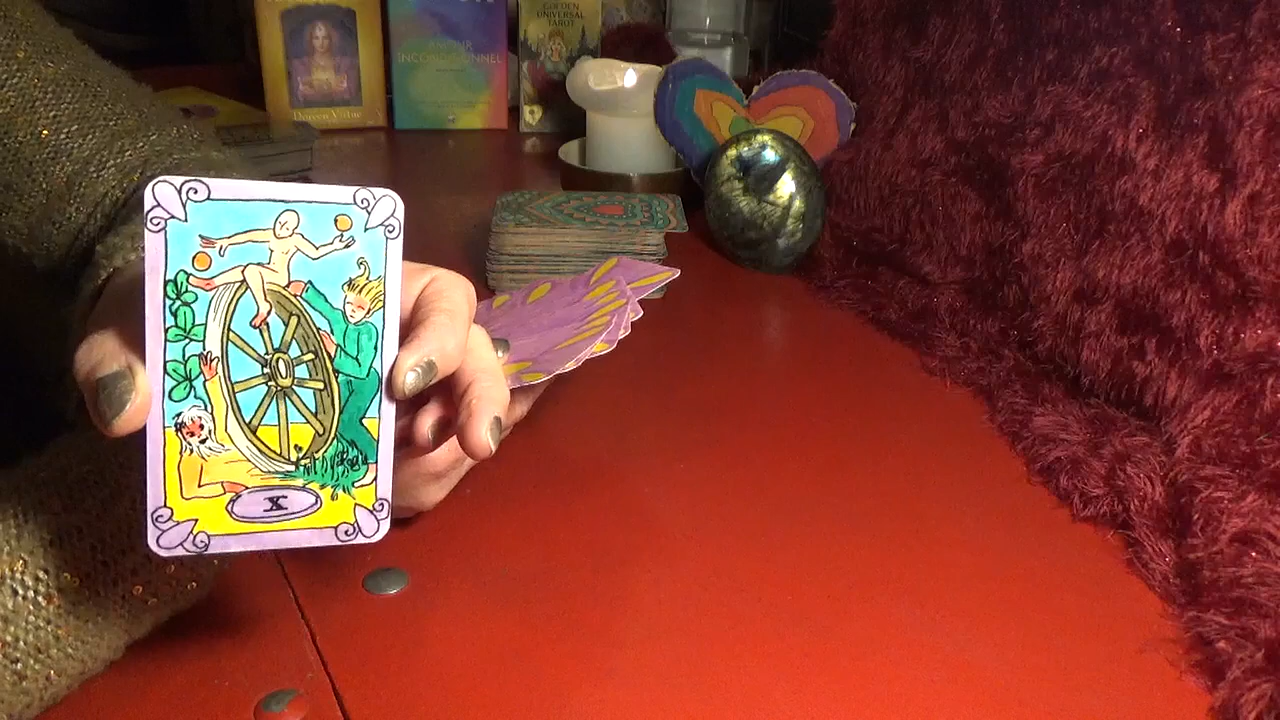 Doreen Virtue
AMOUR
INCONDITIONNEL
GOLDEN
UNIVERSAL
TAROT
X